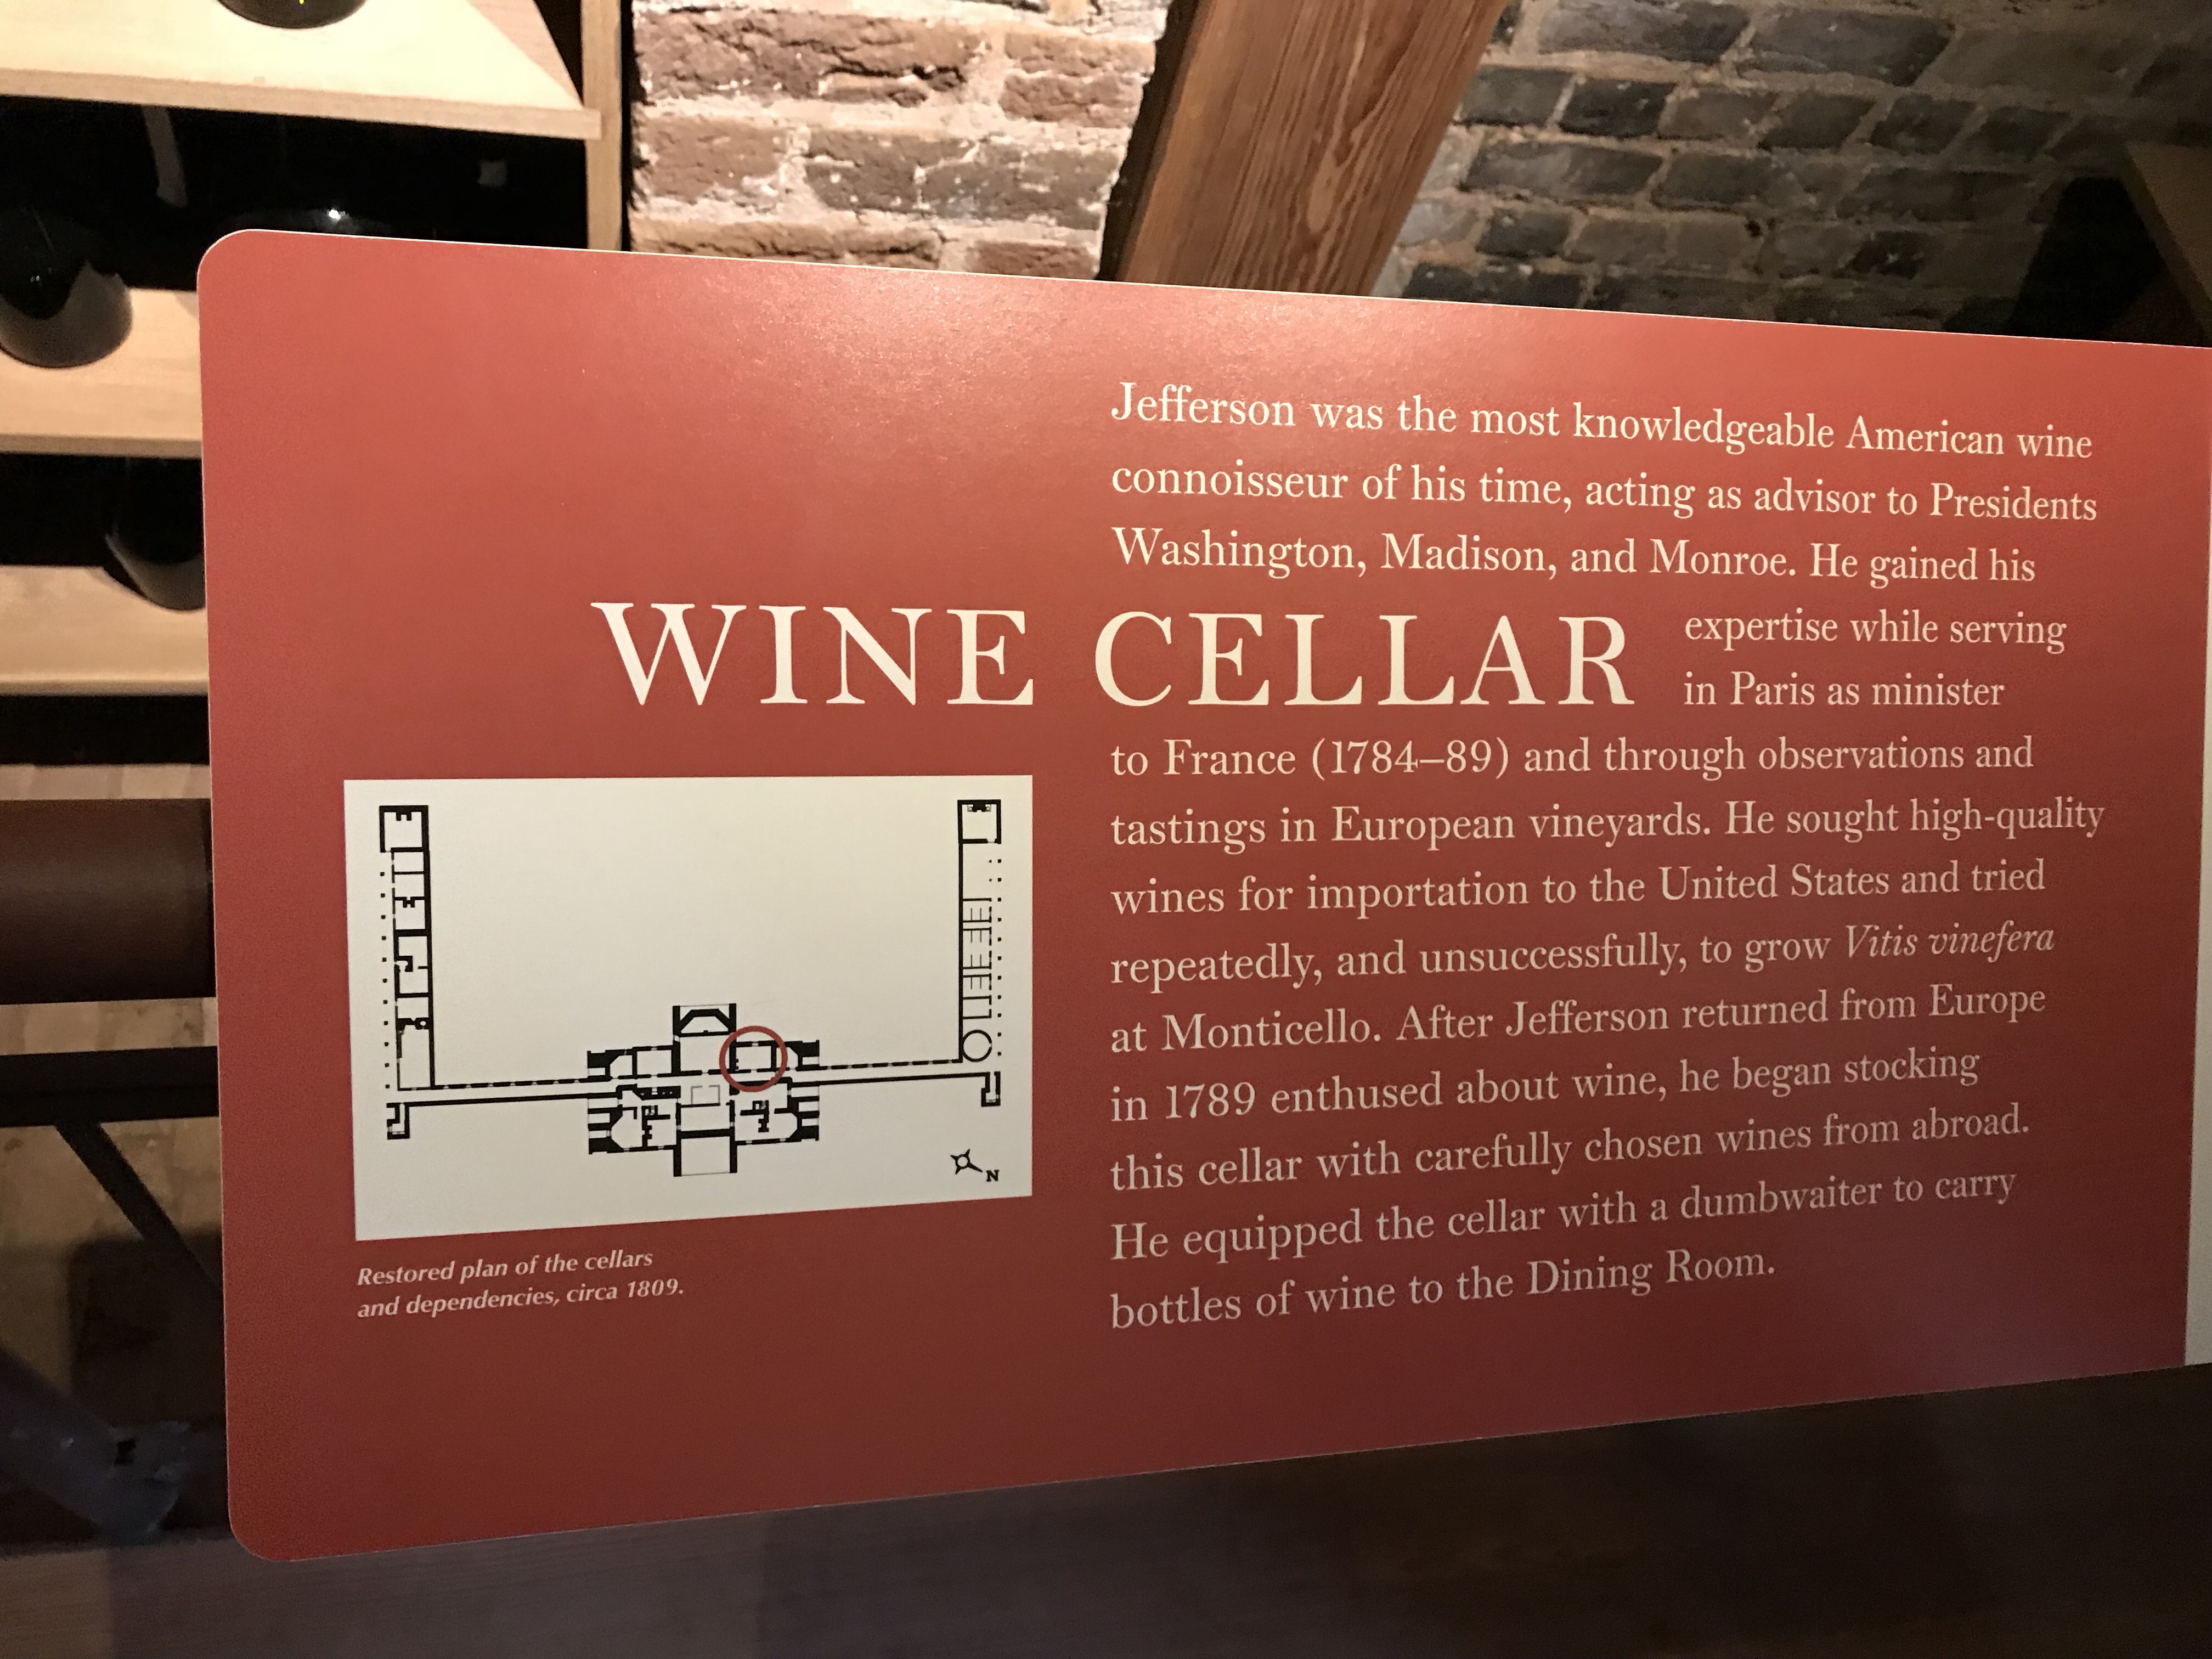 WINE CELLAR
Jefferson was the most knowledgeable American wine
connoisseur of his time, acting as advisor to Presidents
Washington, Madison, and Monroe. He gained his
expertise while serving
in Paris as minister
to France (1784–89) and through observations and
tastings in European vineyards. He sought high-quality
wines for importation to the United States and tried
repeatedly, and unsuccessfully, to grow Vitis vinefera
at Monticello. After Jefferson returned from Europe
in 1789 enthused about wine, he began stocking
this cellar with carefully chosen wines from abroad.
He equipped the cellar with a dumbwaiter to carry
bottles of wine to the Dining Room.
N
Restored plan of the cellars
and dependencies, circa 1809.